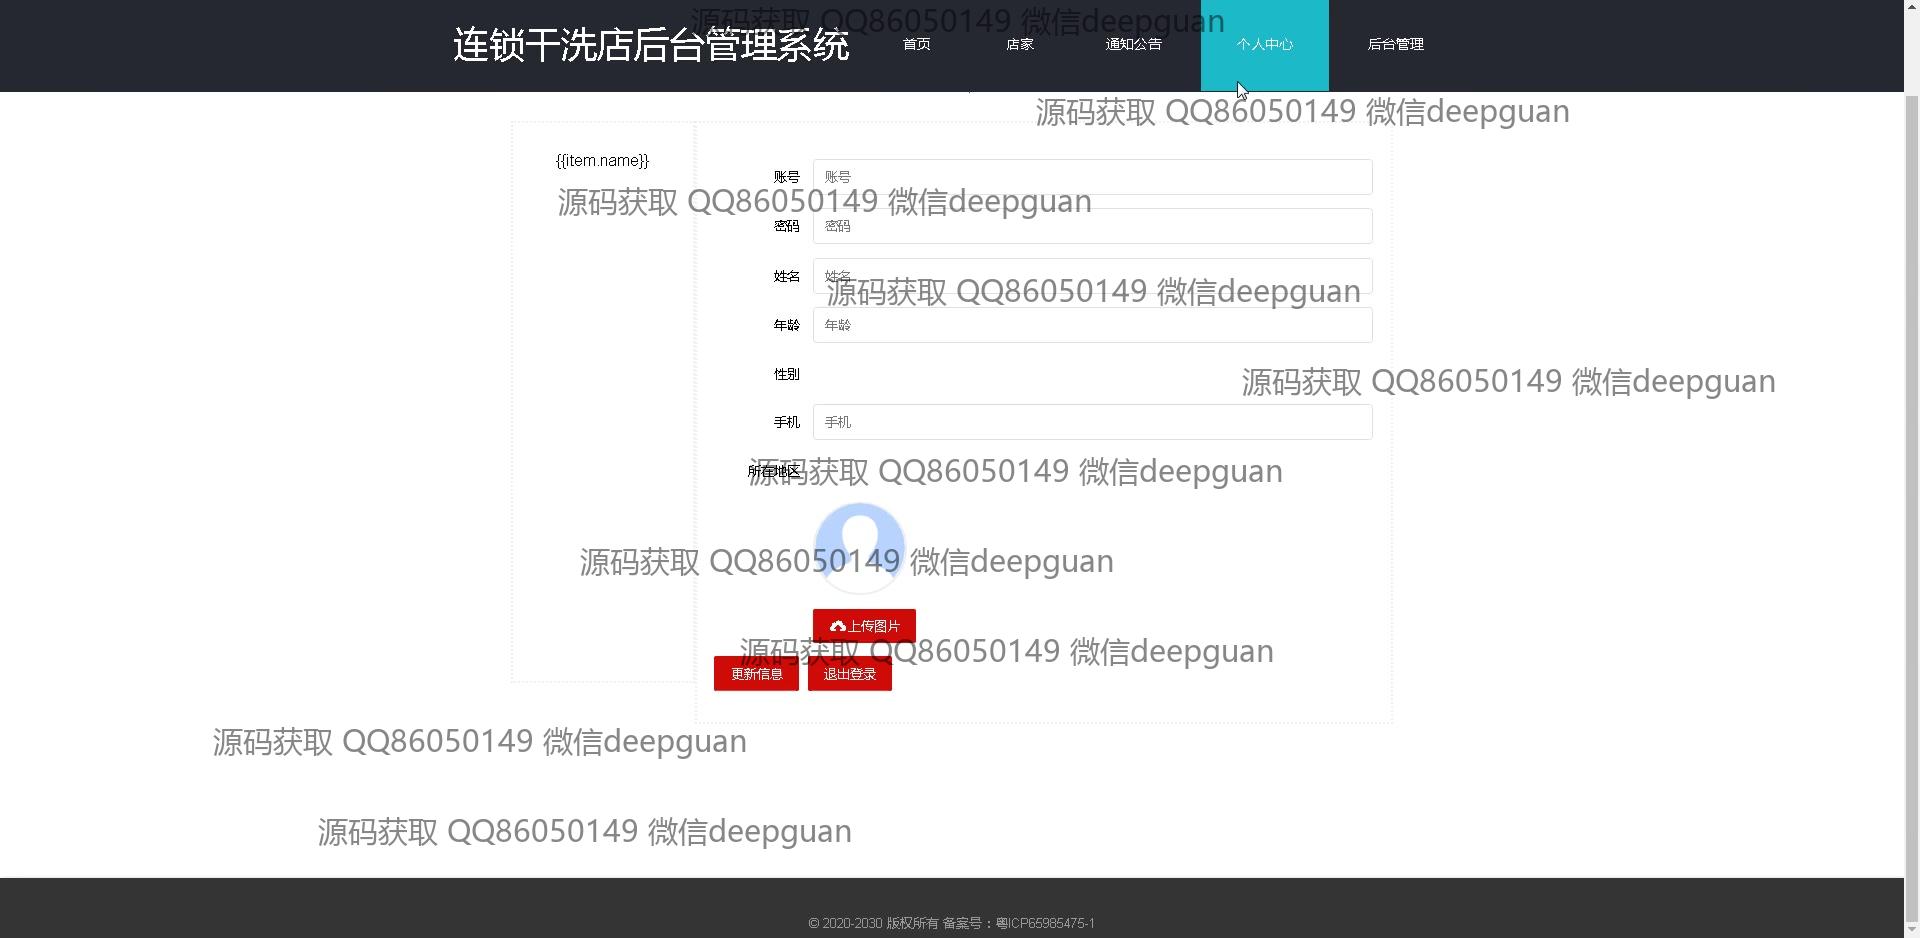 源码获取 QQ86050149 微信deepguan
连锁干洗店后台管理系统
首页
店家
通知公告
个人中心
后台管理
源码获取 QQ86050149 微信deepguan
{{item.name}}
账号 账号
源码获取 QQ86050149 微信deepguan
密码 密码
姓名 姓名
源码获取 QQ86050149 微信deepguan
年龄 年龄
性别
源码获取 QQ86050149 微信deepguan
手机 手机
所在地区
源码获取 QQ86050149 微信deepguan
源码获取 QQ86050149 微信deepguan
上传图片
源码获取 QQ86050149 微信deepguan
更新信息 退出登录
源码获取 QQ86050149 微信deepguan
源码获取 QQ86050149 微信deepguan
© 2020-2030 版权所有 备案号：粤ICP65985475-1